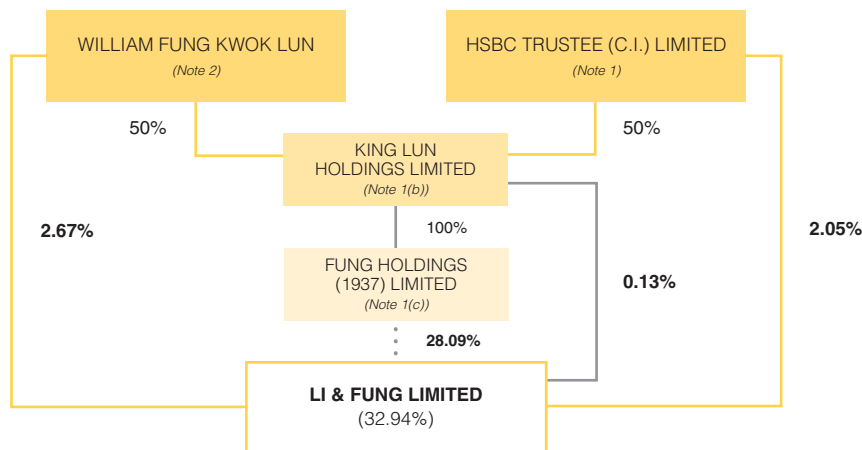 WILLIAM FUNG KWOK LUN
(Note 2)
HSBC TRUSTEE (C.I.) LIMITED
(Note 1)
50%
50%
KING LUN
HOLDINGS LIMITED
(Note 1(b))
2.67%
100%
2.05%
FUNG HOLDINGS
(1937) LIMITED
(Note 1(c))
0.13%
28.09%
LI & FUNG LIMITED
(32.94%)